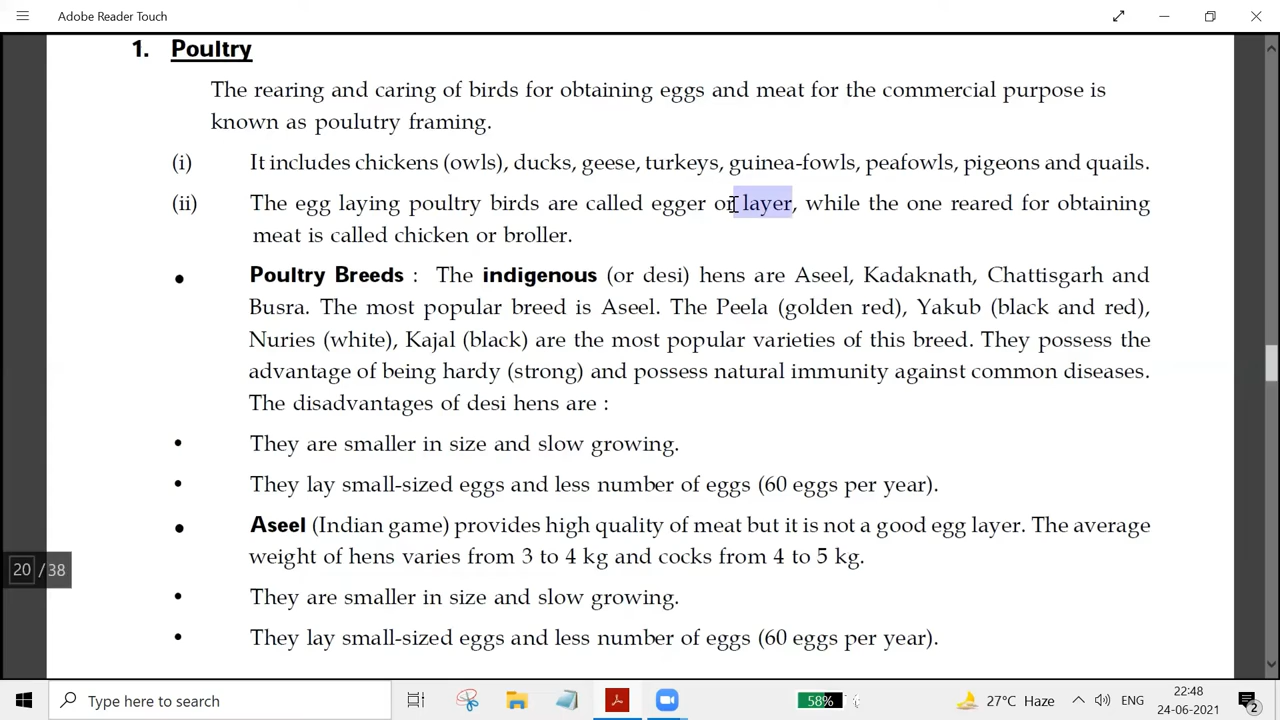 Adobe Reader Touch
1. Poultry
The rearing and caring of birds for obtaining eggs and meat for the commercial purpose is
known as poulutry framing.
(i) It includes chickens (owls), ducks, geese, turkeys, guinea-fowls, peafowls, pigeons and quails.
(ii) The egg laying poultry birds are called egger or layer, while the one reared for obtaining
meat is called chicken or broller.
• Poultry Breeds : The indigenous (or desi) hens are Aseel, Kadaknath, Chattisgarh and
Busra. The most popular breed is Aseel. The Peela (golden red), Yakub (black and red),
Nuries (white), Kajal (black) are the most popular varieties of this breed. They possess the
advantage of being hardy (strong) and possess natural immunity against common diseases.
The disadvantages of desi hens are :
• They are smaller in size and slow growing.
• They lay small-sized eggs and less number of eggs (60 eggs per year).
• Aseel (Indian game) provides high quality of meat but it is not a good egg layer. The average
weight of hens varies from 3 to 4 kg and cocks from 4 to 5 kg.
20 / 38
• They are smaller in size and slow growing.
• They lay small-sized eggs and less number of eggs (60 eggs per year).
Type here to search
58%
27°C Haze
ENG
22:48
24-06-2021
2